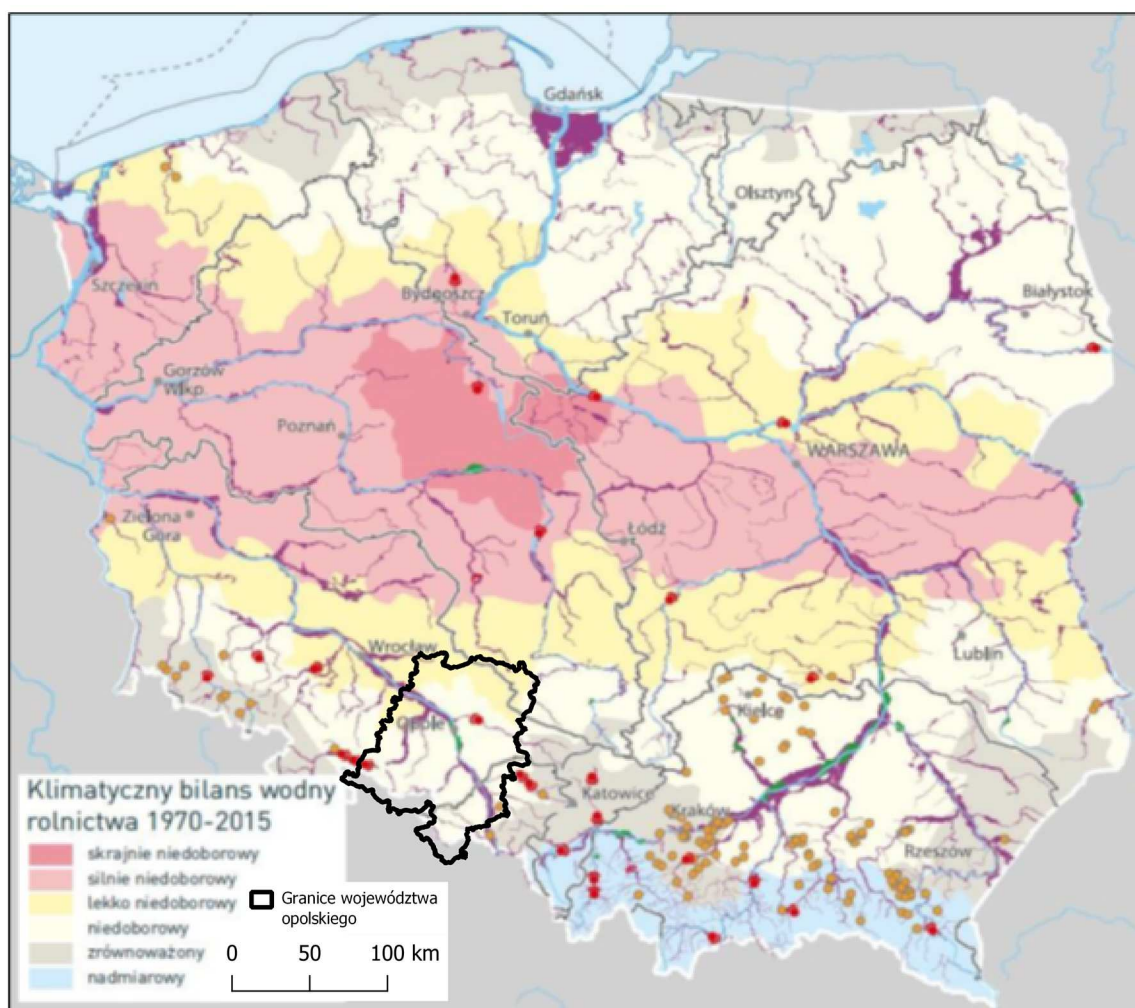 Gdańsk
Olsztyn
Szczecin
Bydgoszcz
Białystok
Toruń
Gorzów
Wlkp.
Poznań
WARSZAWA
Zielona
Góra
Łódź
Wrocław
Lublin
Opole
Kielce
Katowice
Kraków
Rzeszów
Klimatyczny bilans wodny
rolnictwa 1970-2015
skrajnie niedoborowy
silnie niedoborowy
lekko niedoborowy
niedoborowy
zrównoważony
nadmiarowy
Granice województwa
opolskiego
0 50 100 km